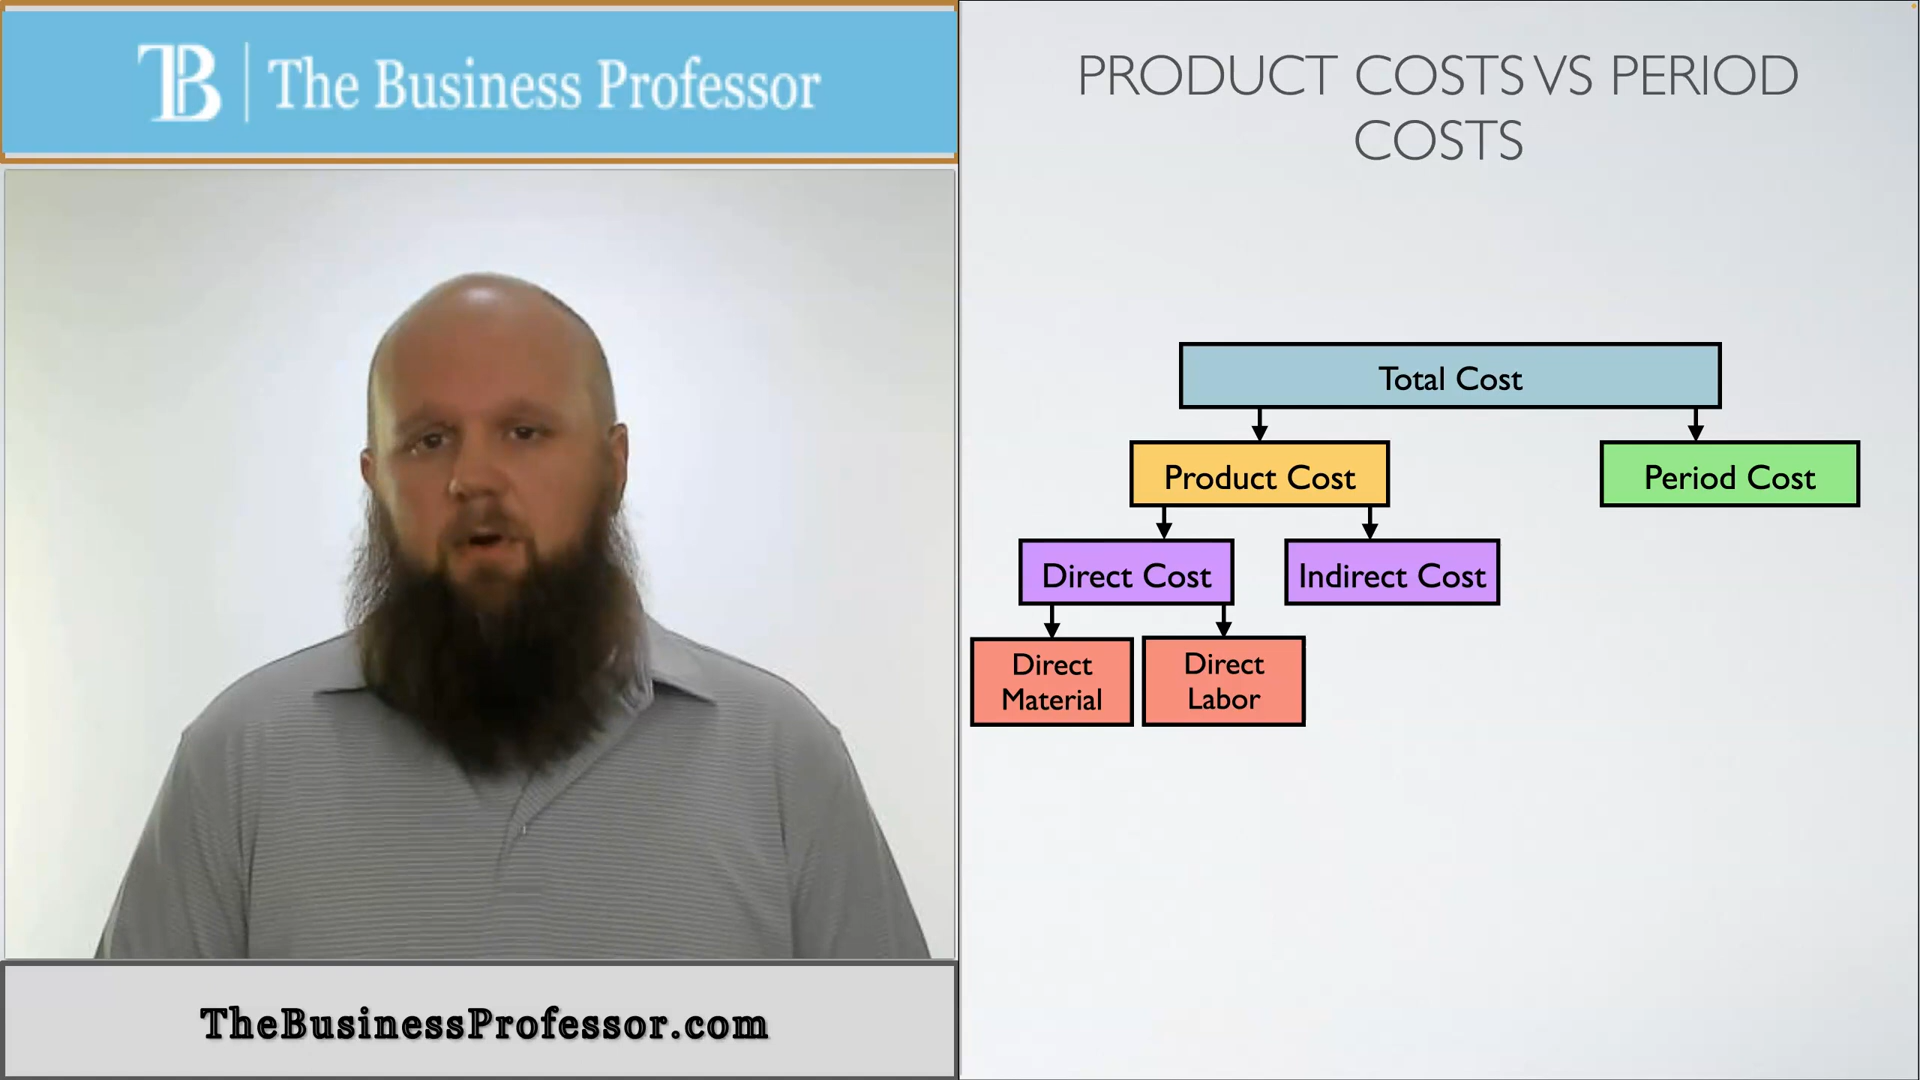 TB
The Business Professor
TheBusinessProfessor.com
PRODUCT COSTS VS PERIOD
COSTS
Total Cost
Product Cost
Period Cost
Direct Cost
Indirect Cost
Direct
Material
Direct
Labor